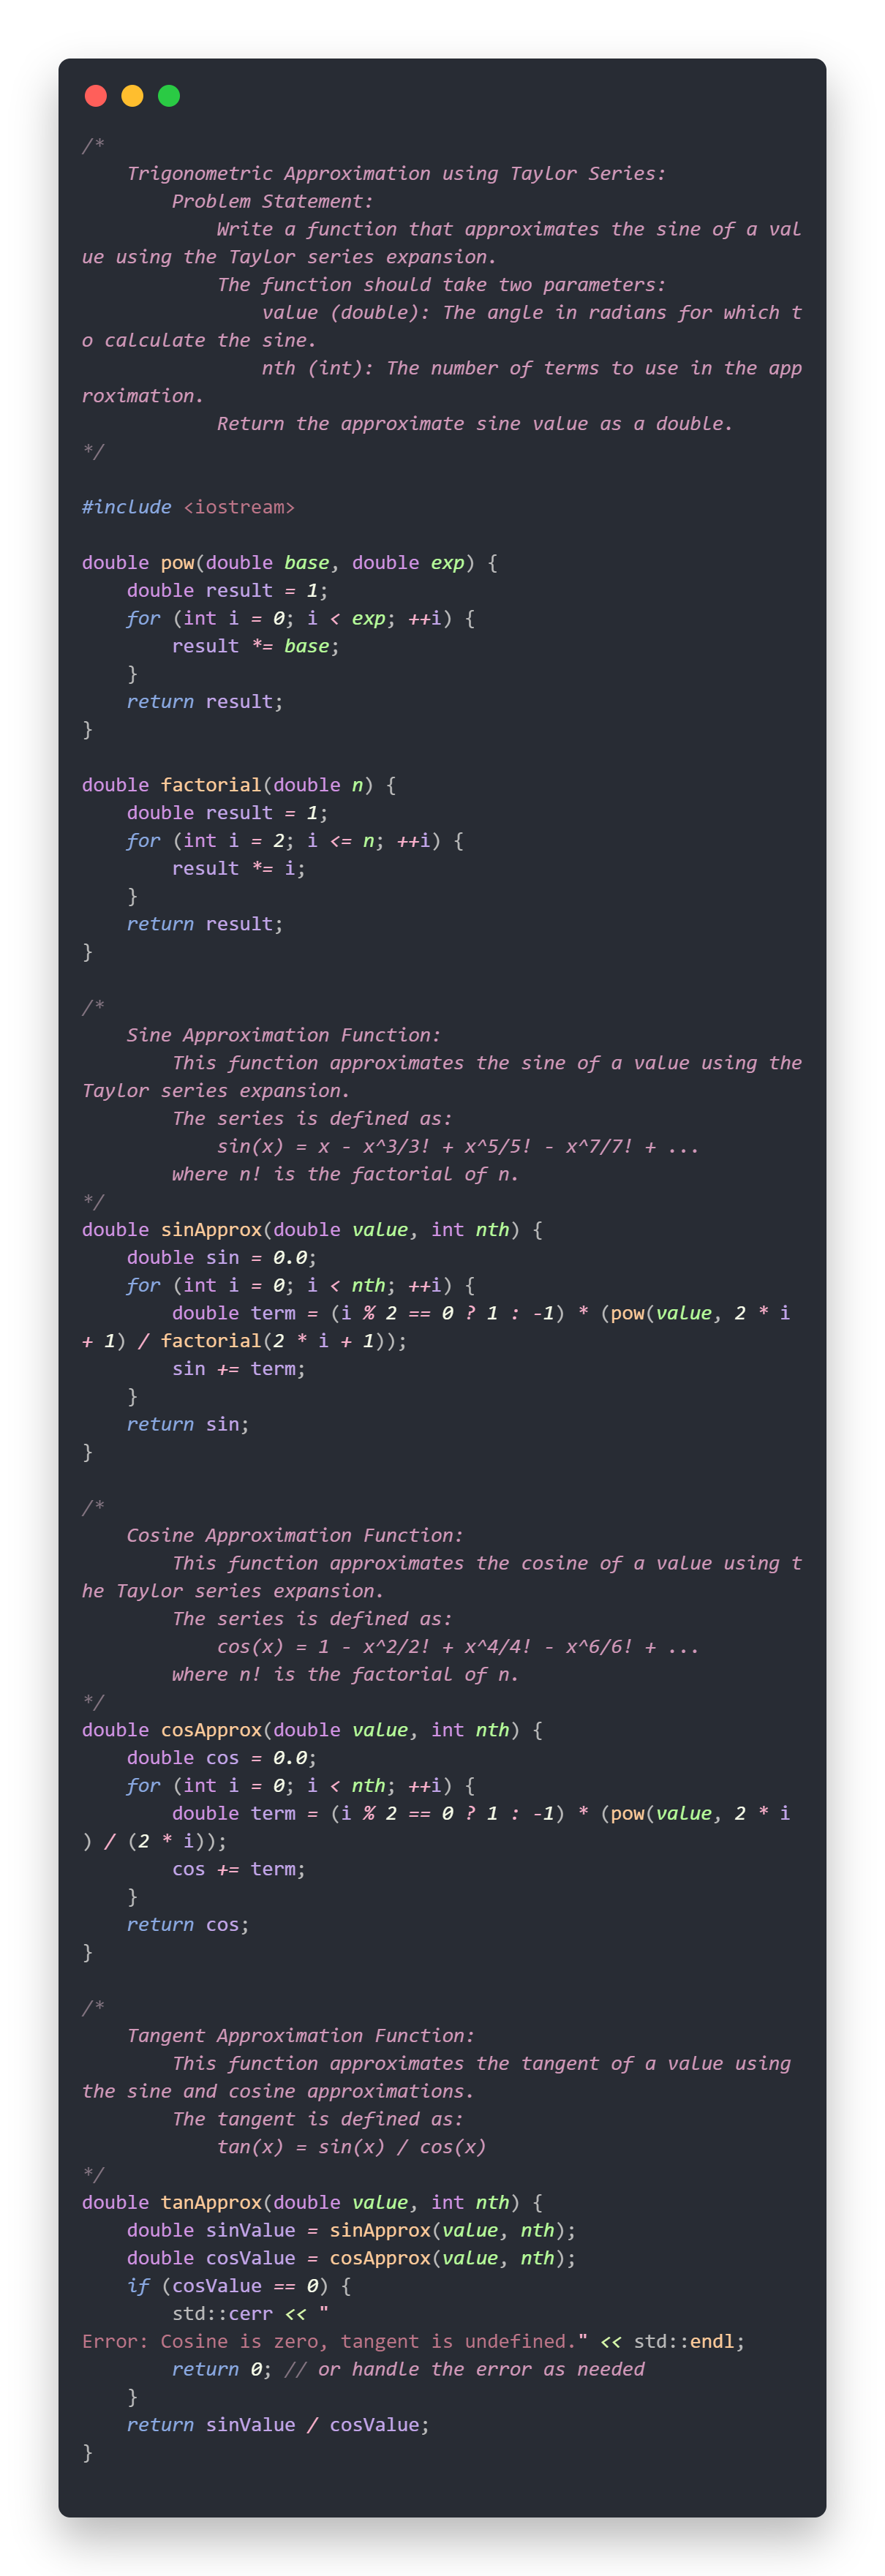 /*
    Trigonometric Approximation using Taylor Series:
        Problem Statement:
            Write a function that approximates the sine of a val
ue using the Taylor series expansion.
            The function should take two parameters:
                value (double): The angle in radians for which t
o calculate the sine.
                nth (int): The number of terms to use in the app
roximation.
            Return the approximate sine value as a double.
*/

#include <iostream>

double pow(double base, double exp) {
    double result = 1;
    for (int i = 0; i < exp; ++i) {
        result *= base;
    }
    return result;
}

double factorial(double n) {
    double result = 1;
    for (int i = 2; i <= n; ++i) {
        result *= i;
    }
    return result;
}

/*
    Sine Approximation Function:
        This function approximates the sine of a value using the
Taylor series expansion.
        The series is defined as:
            sin(x) = x - x^3/3! + x^5/5! - x^7/7! + ...
        where n! is the factorial of n.
*/
double sinApprox(double value, int nth) {
    double sin = 0.0;
    for (int i = 0; i < nth; ++i) {
        double term = (i % 2 == 0 ? 1 : -1) * (pow(value, 2 * i
+ 1) / factorial(2 * i + 1));
        sin += term;
    }
    return sin;
}

/*
    Cosine Approximation Function:
        This function approximates the cosine of a value using t
he Taylor series expansion.
        The series is defined as:
            cos(x) = 1 - x^2/2! + x^4/4! - x^6/6! + ...
        where n! is the factorial of n.
*/
double cosApprox(double value, int nth) {
    double cos = 0.0;
    for (int i = 0; i < nth; ++i) {
        double term = (i % 2 == 0 ? 1 : -1) * (pow(value, 2 * i
) / (2 * i));
        cos += term;
    }
    return cos;
}

/*
    Tangent Approximation Function:
        This function approximates the tangent of a value using
the sine and cosine approximations.
        The tangent is defined as:
            tan(x) = sin(x) / cos(x)
*/
double tanApprox(double value, int nth) {
    double sinValue = sinApprox(value, nth);
    double cosValue = cosApprox(value, nth);
    if (cosValue == 0) {
        std::cerr << "
Error: Cosine is zero, tangent is undefined." << std::endl;
        return 0; // or handle the error as needed
    }
    return sinValue / cosValue;
}